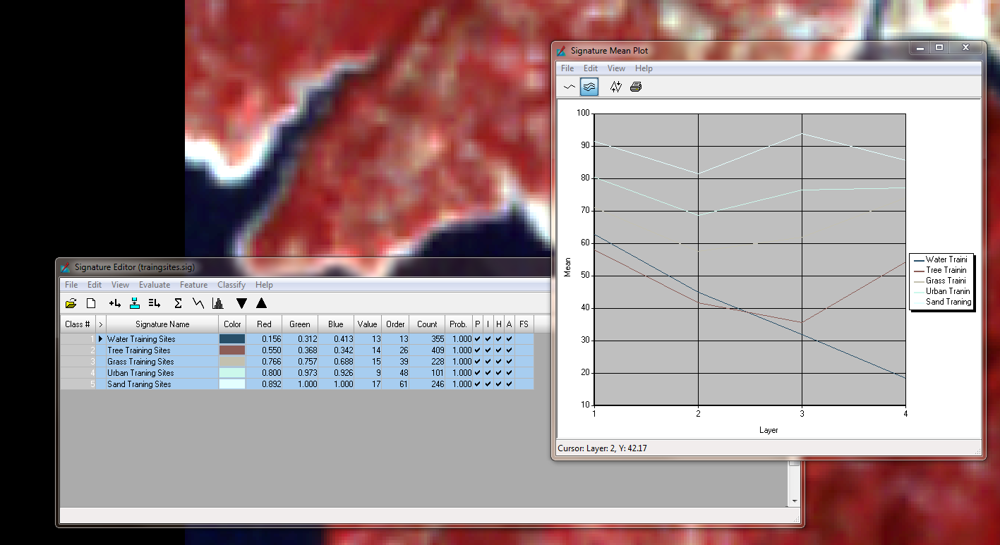 Signature Mean Plot
File Edit View Help
100
90
80
70
60
50
40
30
20
10
Mean
1 2 3 4
Layer
Water Traini
Tree Trainin
Grass Traini
Urban Tranin
Sand Traning
Cursor: Layer: 2, Y: 42.17
Signature Editor (traingsites.sig)
File Edit View Evaluate Feature Classify Help
Class # > Signature Name Color Red Green Blue Value Order Count Prob. P I H A FS
1 Water Training Sites 0.156 0.312 0.413 13 13 355 1.000
2 Tree Training Sites 0.550 0.368 0.342 14 26 409 1.000
3 Grass Training Sites 0.766 0.757 0.688 15 39 228 1.000
4 Urban Traning Sites 0.800 0.973 0.926 9 48 101 1.000
5 Sand Traning Sites 0.892 1.000 1.000 17 61 246 1.000